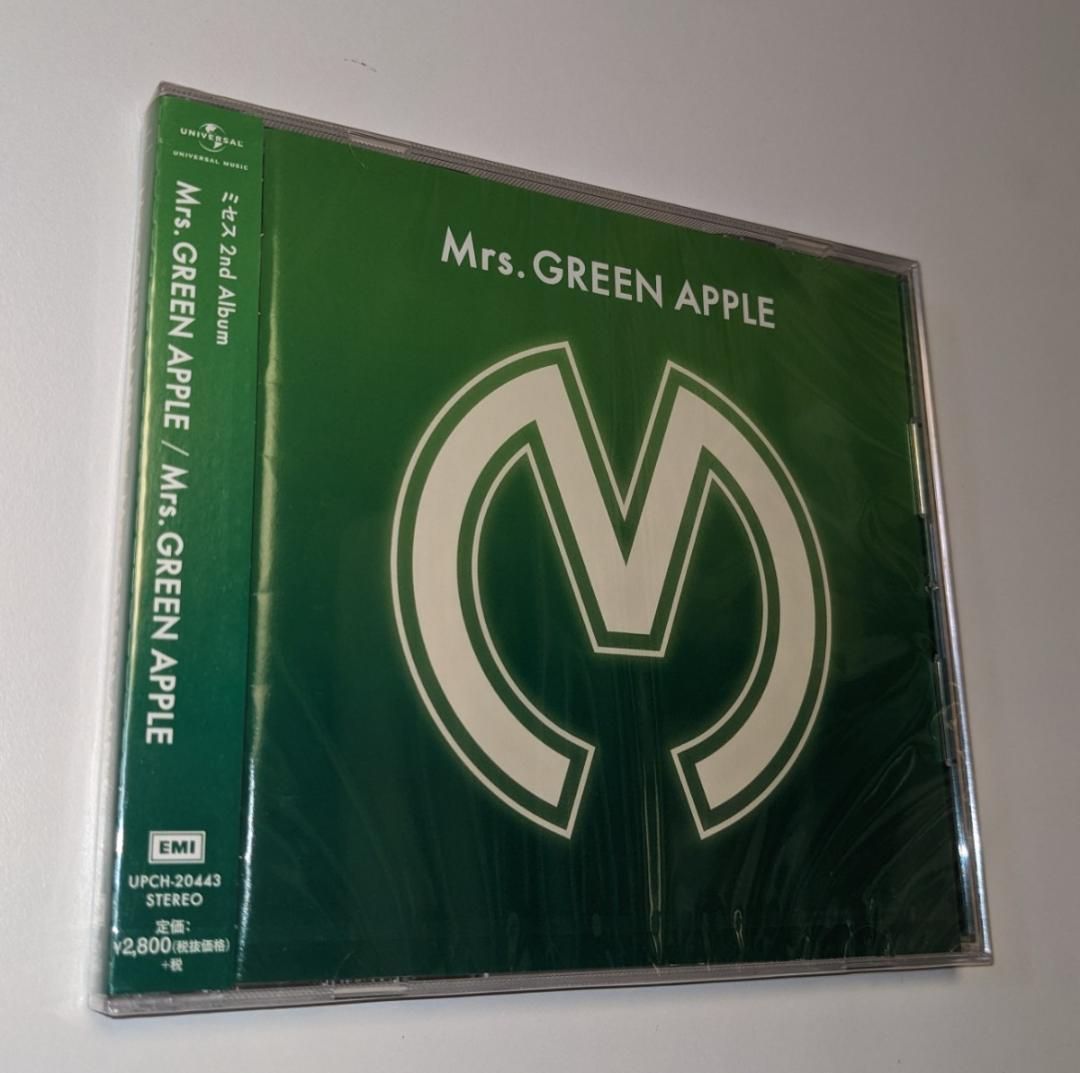 UNIVERSAL
UNIVERSAL MUSIC
ミセス 2nd Album
Mrs. GREEN APPLE / Mrs. GREEN APPLE
EMI
UPCH-20443
STEREO
定価:
¥2,800(税抜価格)
+税
Mrs. GREEN APPLE